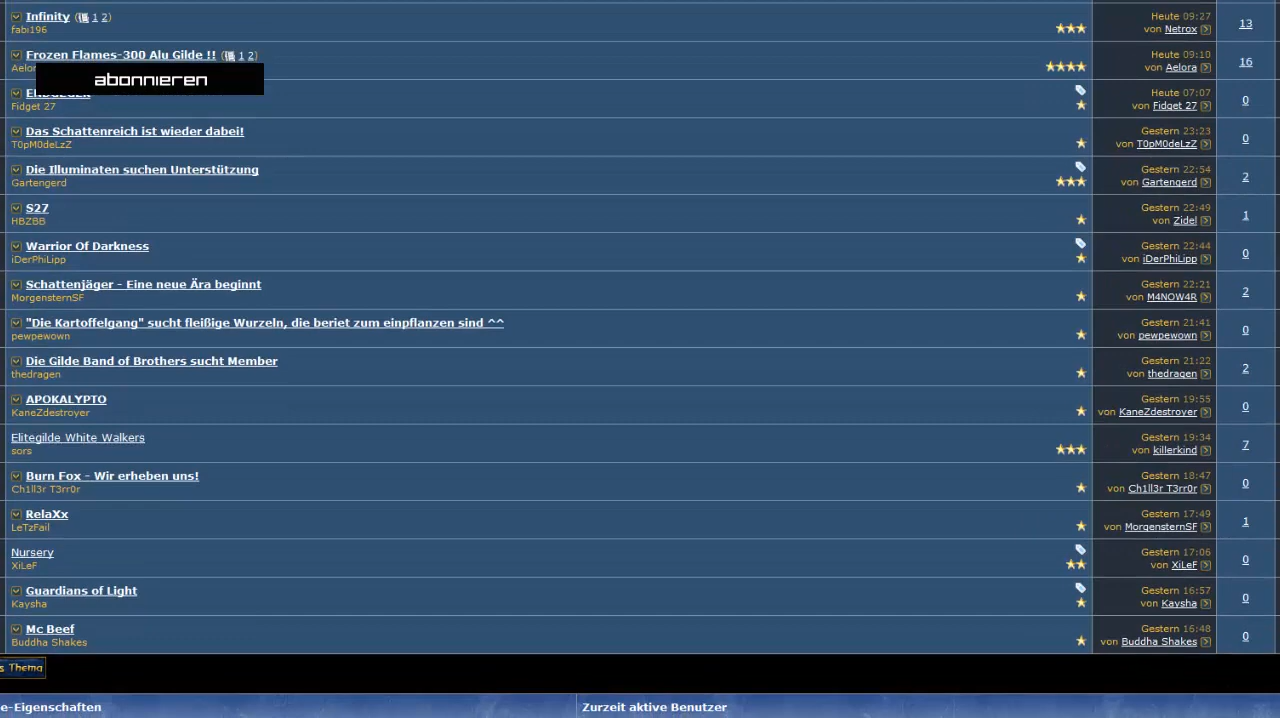 Infinity ( 1 2)
fabi196
Heute 09:27
von Netrox
13
Frozen Flames-300 Alu Gilde !! ( 1 2)
Heute 09:10
von Aelora
16
abonnieren
Fidget 27
Heute 07:07
von Fidget 27
0
Das Schattenreich ist wieder dabei!
T0pM0deLzZ
Gestern 23:23
von T0pM0deLzZ
0
Die Illuminaten suchen Unterstützung
Gartengerd
Gestern 22:54
von Gartengerd
2
S27
HBZBB
Gestern 22:49
von Zidel
1
Warrior Of Darkness
iDerPhiLipp
Gestern 22:44
von iDerPhiLipp
0
Schattenjäger - Eine neue Ära beginnt
MorgensternSF
Gestern 22:21
von M4NOW4R
2
"Die Kartoffelgang" sucht fleißige Wurzeln, die beriet zum einpflanzen sind ^^
pewpewown
Gestern 21:41
von pewpewown
0
Die Gilde Band of Brothers sucht Member
thedragen
Gestern 21:22
von thedragen
2
APOKALYPTO
KaneZdestroyer
Gestern 19:55
von KaneZdestroyer
0
Elitegilde White Walkers
sors
Gestern 19:34
von killerkind
7
Burn Fox - Wir erheben uns!
Ch1ll3r T3rr0r
Gestern 18:47
von Ch1ll3r T3rr0r
0
RelaXx
LeTzFail
Gestern 17:49
von MorgensternSF
1
Nursery
XiLeF
Gestern 17:06
von XiLeF
0
Guardians of Light
Kaysha
Gestern 16:57
von Kaysha
0
Mc Beef
Buddha Shakes
Gestern 16:48
von Buddha Shakes
0
s Thema
e-Eigenschaften
Zurzeit aktive Benutzer